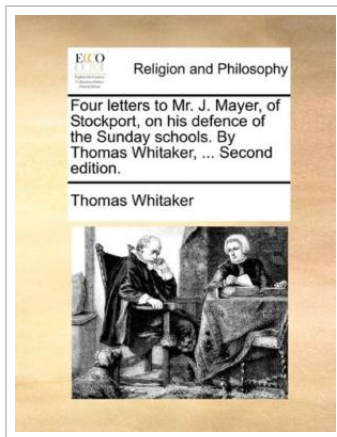 ECCO
Religion and Philosophy
Four letters to Mr. J. Mayer, of
Stockport, on his defence of
the Sunday schools. By
Thomas Whitaker, ... Second
edition.
Thomas Whitaker